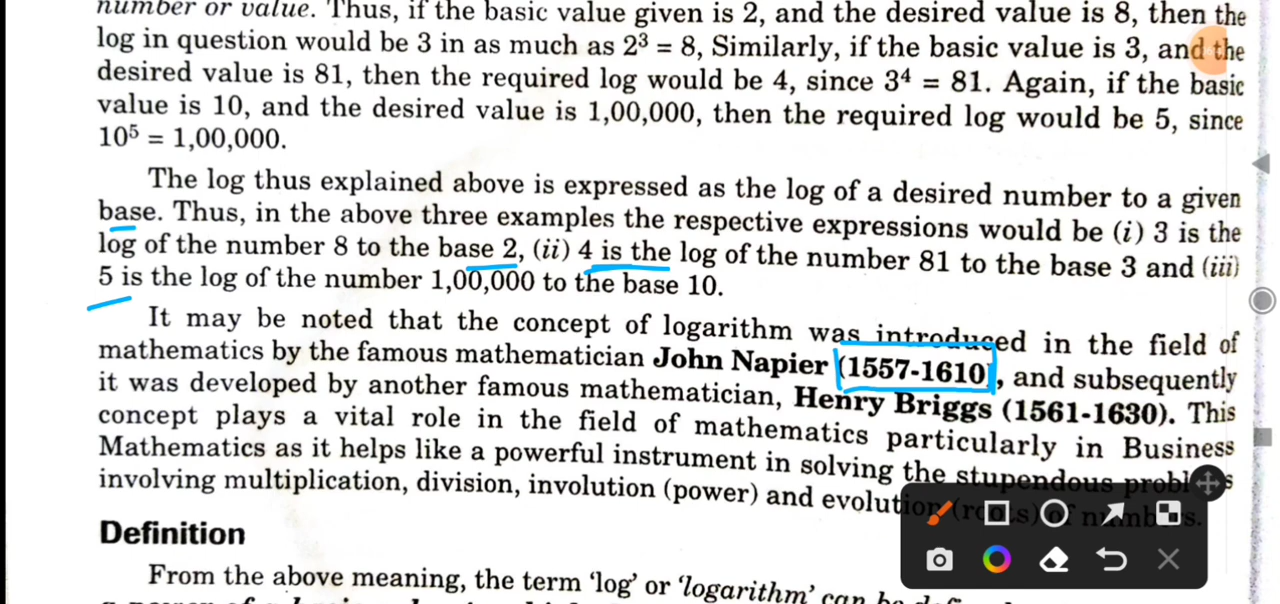 number or value. Thus, if the basic value given is 2, and the desired value is 8, then the
log in question would be 3 in as much as 2³ = 8, Similarly, if the basic value is 3, and the
desired value is 81, then the required log would be 4, since 3⁴ = 81. Again, if the basic
value is 10, and the desired value is 1,00,000, then the required log would be 5, since
10⁵ = 1,00,000.
The log thus explained above is expressed as the log of a desired number to a given
base. Thus, in the above three examples the respective expressions would be (i) 3 is the
log of the number 8 to the base 2, (ii) 4 is the log of the number 81 to the base 3 and (iii)
5 is the log of the number 1,00,000 to the base 10.
It may be noted that the concept of logarithm was introduced in the field of
mathematics by the famous mathematician John Napier (1557-1610), and subsequently
it was developed by another famous mathematician, Henry Briggs (1561-1630). This
concept plays a vital role in the field of mathematics particularly in Business
Mathematics as it helps like a powerful instrument in solving the stupendous problems
involving multiplication, division, involution (power) and evolution (roots) of numbers.
Definition
From the above meaning, the term 'log' or 'logarithm' can be